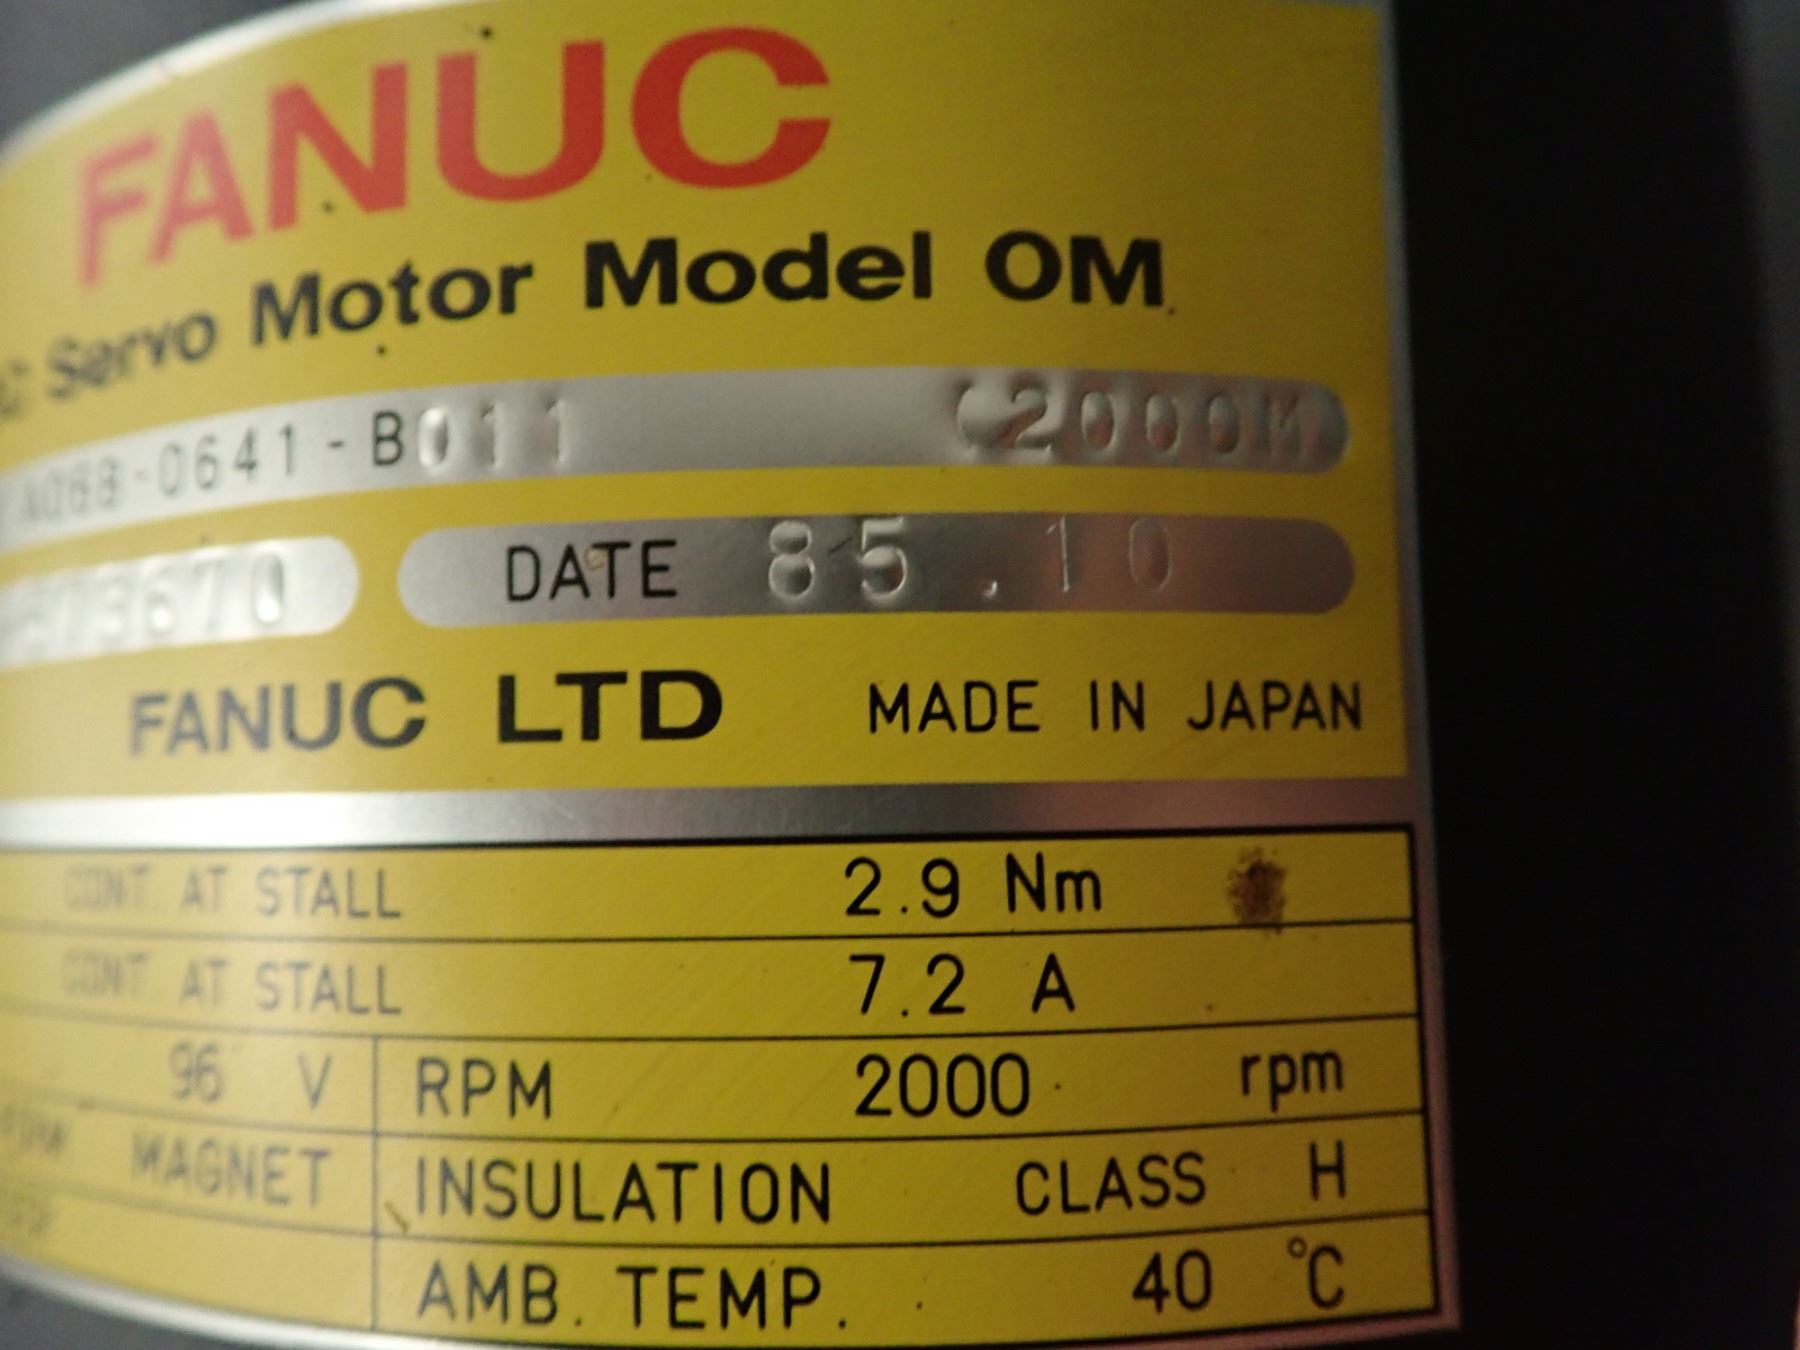 FANUC
Servo Motor Model OM
A06B-0641-B011 (2000M
73670 DATE 85.10
FANUC LTD MADE IN JAPAN
CONT. AT STALL 2.9 Nm
CONT. AT STALL 7.2 A
96 V RPM 2000 rpm
MAGNET INSULATION CLASS H
AMB. TEMP. 40 °C